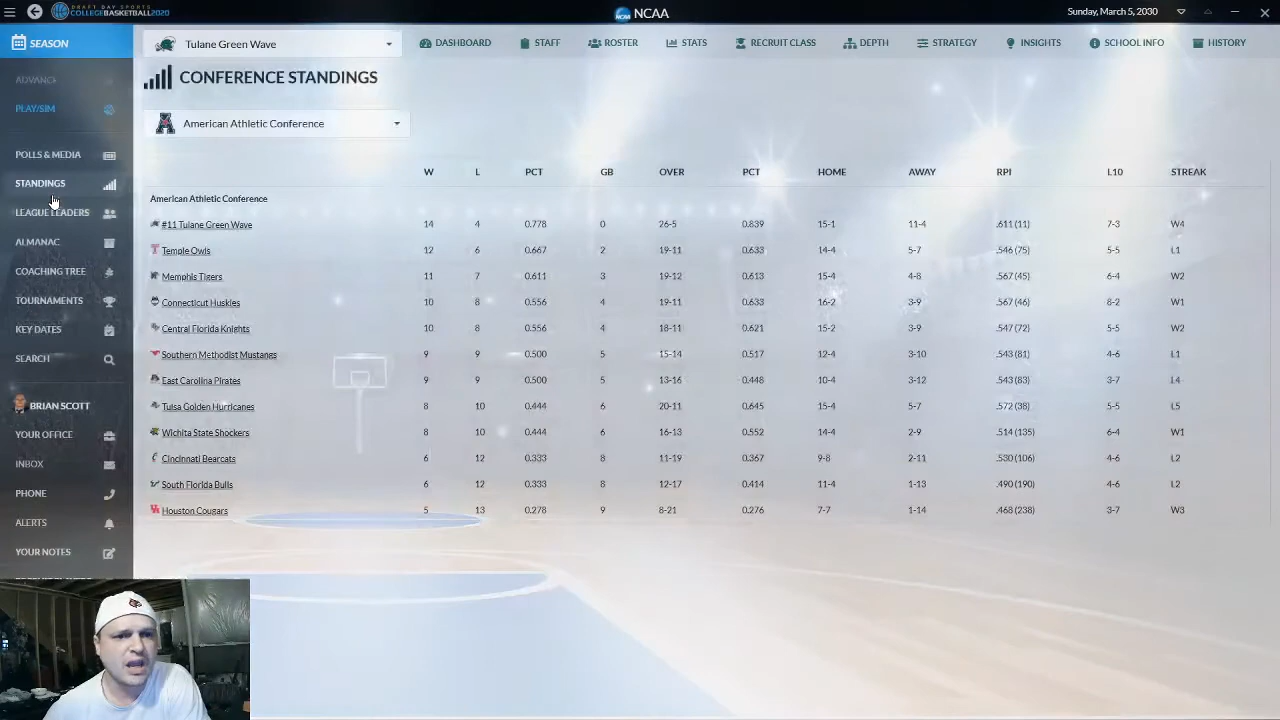 DRAFT DAY SPORTS
COLLEGE BASKETBALL 2020
NCAA NCAA
Sunday, March 5, 2030
SEASON
Tulane Green Wave
DASHBOARD STAFF ROSTER STATS RECRUIT CLASS DEPTH STRATEGY INSIGHTS SCHOOL INFO HISTORY
ADVANCE
PLAY/SIM
POLLS & MEDIA
STANDINGS
LEAGUE LEADERS
ALMANAC
COACHING TREE
TOURNAMENTS
KEY DATES
SEARCH
BRIAN SCOTT
YOUR OFFICE
INBOX
PHONE
ALERTS
YOUR NOTES
CONFERENCE STANDINGS
American Athletic Conference
W L PCT GB OVER PCT HOME AWAY RPI L10 STREAK
American Athletic Conference
#11 Tulane Green Wave 14 4 0.778 0 26-5 0.839 15-1 11-4 .611 (11) 7-3 W4
Temple Owls 12 6 0.667 2 19-11 0.633 14-4 5-7 .546 (75) 5-5 L1
Memphis Tigers 11 7 0.611 3 19-12 0.613 15-4 4-8 .567 (45) 6-4 W2
Connecticut Huskies 10 8 0.556 4 19-11 0.633 16-2 3-9 .567 (46) 8-2 W1
Central Florida Knights 10 8 0.556 4 18-11 0.621 15-2 3-9 .547 (72) 5-5 W2
Southern Methodist Mustangs 9 9 0.500 5 15-14 0.517 12-4 3-10 .543 (81) 4-6 L1
East Carolina Pirates 9 9 0.500 5 13-16 0.448 10-4 3-12 .543 (83) 3-7 L4
Tulsa Golden Hurricanes 8 10 0.444 6 20-11 0.645 15-4 5-7 .572 (38) 5-5 L5
Wichita State Shockers 8 10 0.444 6 16-13 0.552 14-4 2-9 .514 (135) 6-4 W1
Cincinnati Bearcats 6 12 0.333 8 11-19 0.367 9-8 2-11 .530 (106) 4-6 L2
South Florida Bulls 6 12 0.333 8 12-17 0.414 11-4 1-13 .490 (190) 4-6 L2
Houston Cougars 5 13 0.278 9 8-21 0.276 7-7 1-14 .468 (238) 3-7 W3